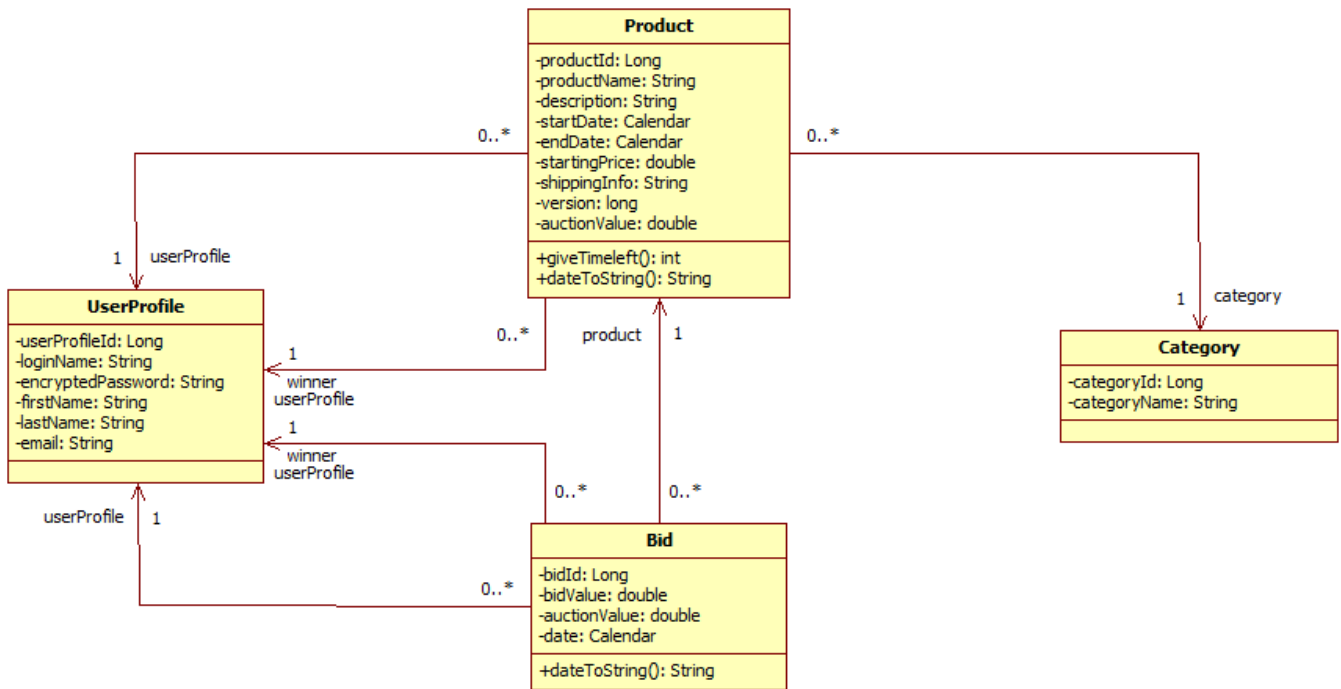 Product
-productId: Long
-productName: String
-description: String
-startDate: Calendar
-endDate: Calendar
-startingPrice: double
-shippingInfo: String
-version: long
-auctionValue: double
+giveTimeleft(): int
+dateToString(): String
0..*
0..*
1 userProfile
1 category
UserProfile
-userProfileId: Long
-loginName: String
-encryptedPassword: String
-firstName: String
-lastName: String
-email: String
0..*
1
winner
userProfile
product 1
Category
-categoryId: Long
-categoryName: String
1
winner
userProfile
0..*
0..*
userProfile 1
0..*
Bid
-bidId: Long
-bidValue: double
-auctionValue: double
-date: Calendar
+dateToString(): String